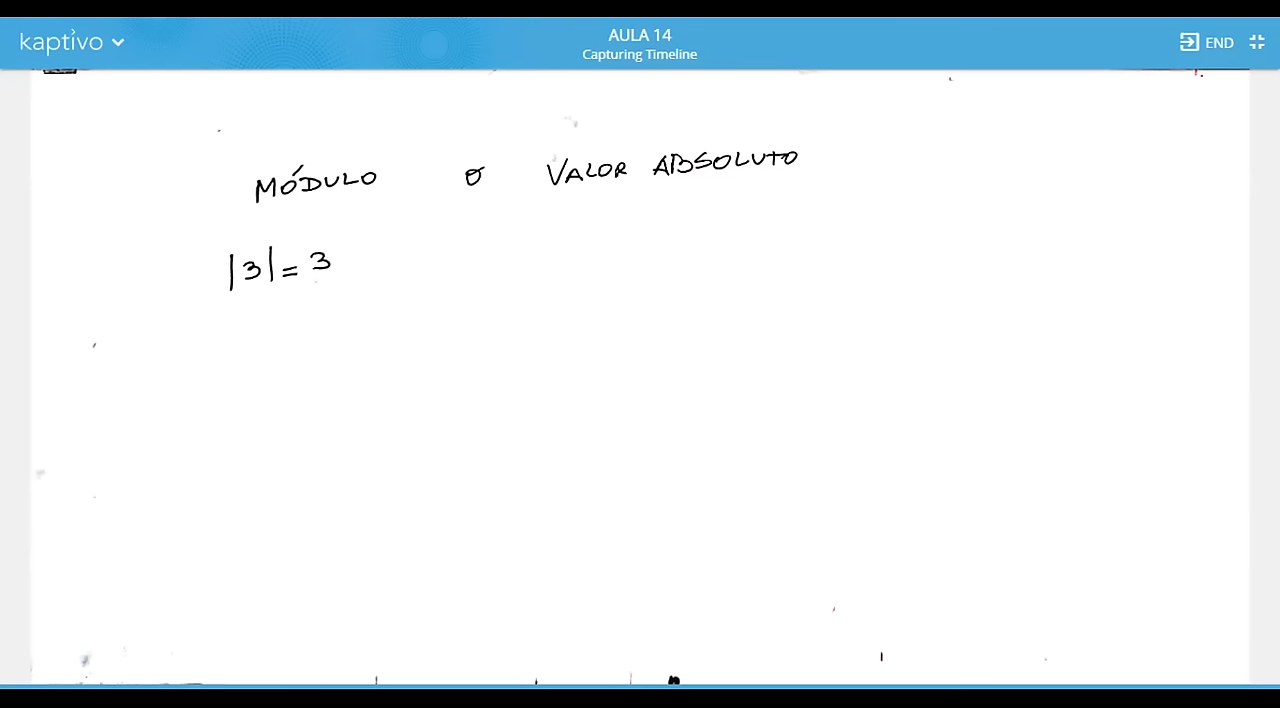 kaptivo
AULA 14
Capturing Timeline
END
MÓDULO o VALOR ABSOLUTO
|3| = 3